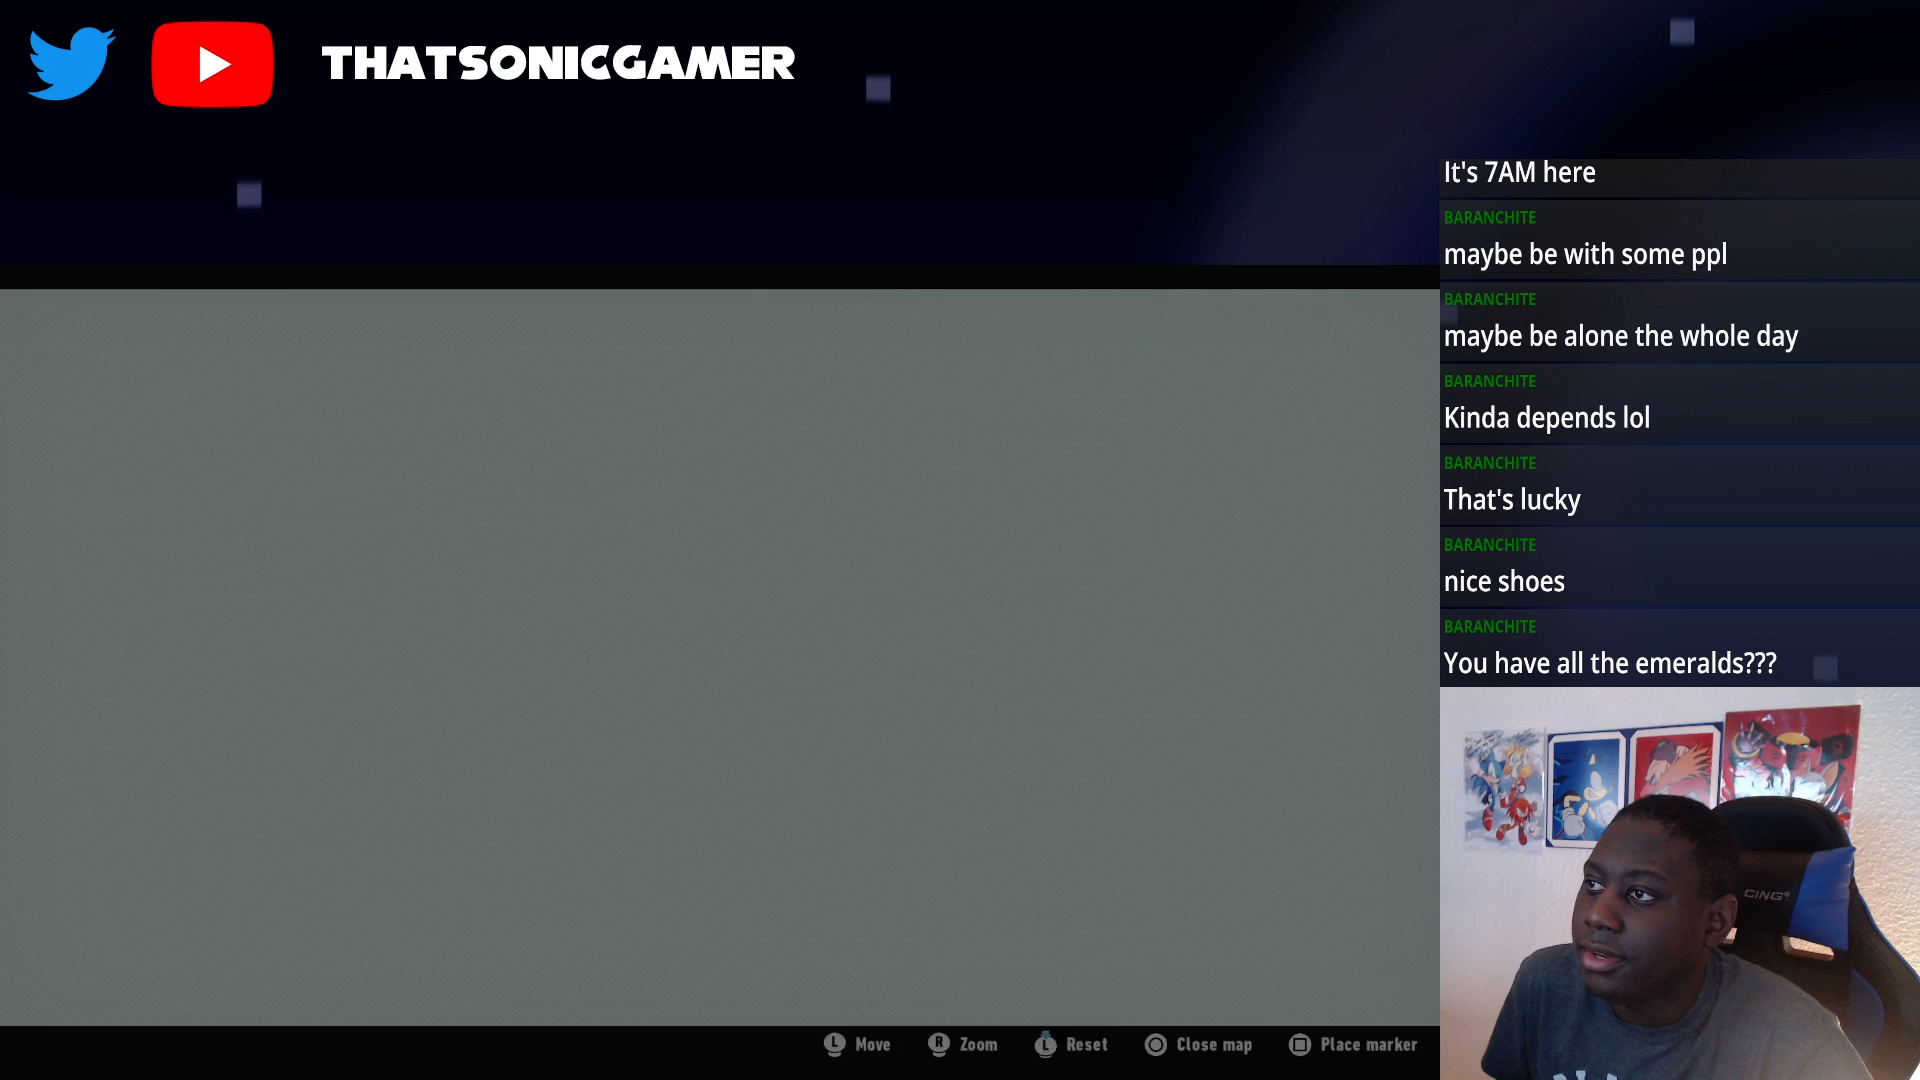 THATSONICGAMER
It's 7AM here
BARANCHITE
maybe be with some ppl
BARANCHITE
maybe be alone the whole day
BARANCHITE
Kinda depends lol
BARANCHITE
That's lucky
BARANCHITE
nice shoes
BARANCHITE
You have all the emeralds???
CING
L Move R Zoom L Reset Close map Place marker